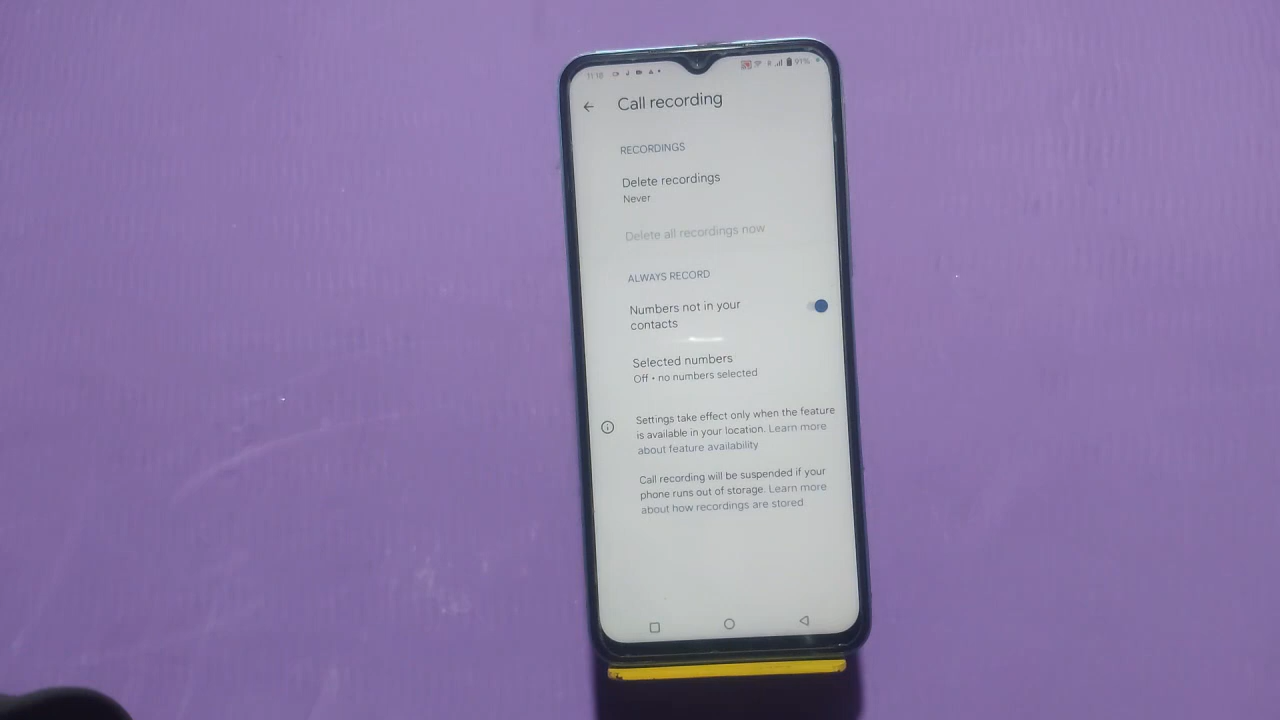 11:18
91%
Call recording
RECORDINGS
Delete recordings
Never
Delete all recordings now
ALWAYS RECORD
Numbers not in your
contacts
Selected numbers
Off • no numbers selected
Settings take effect only when the feature
is available in your location. Learn more
about feature availability
Call recording will be suspended if your
phone runs out of storage. Learn more
about how recordings are stored